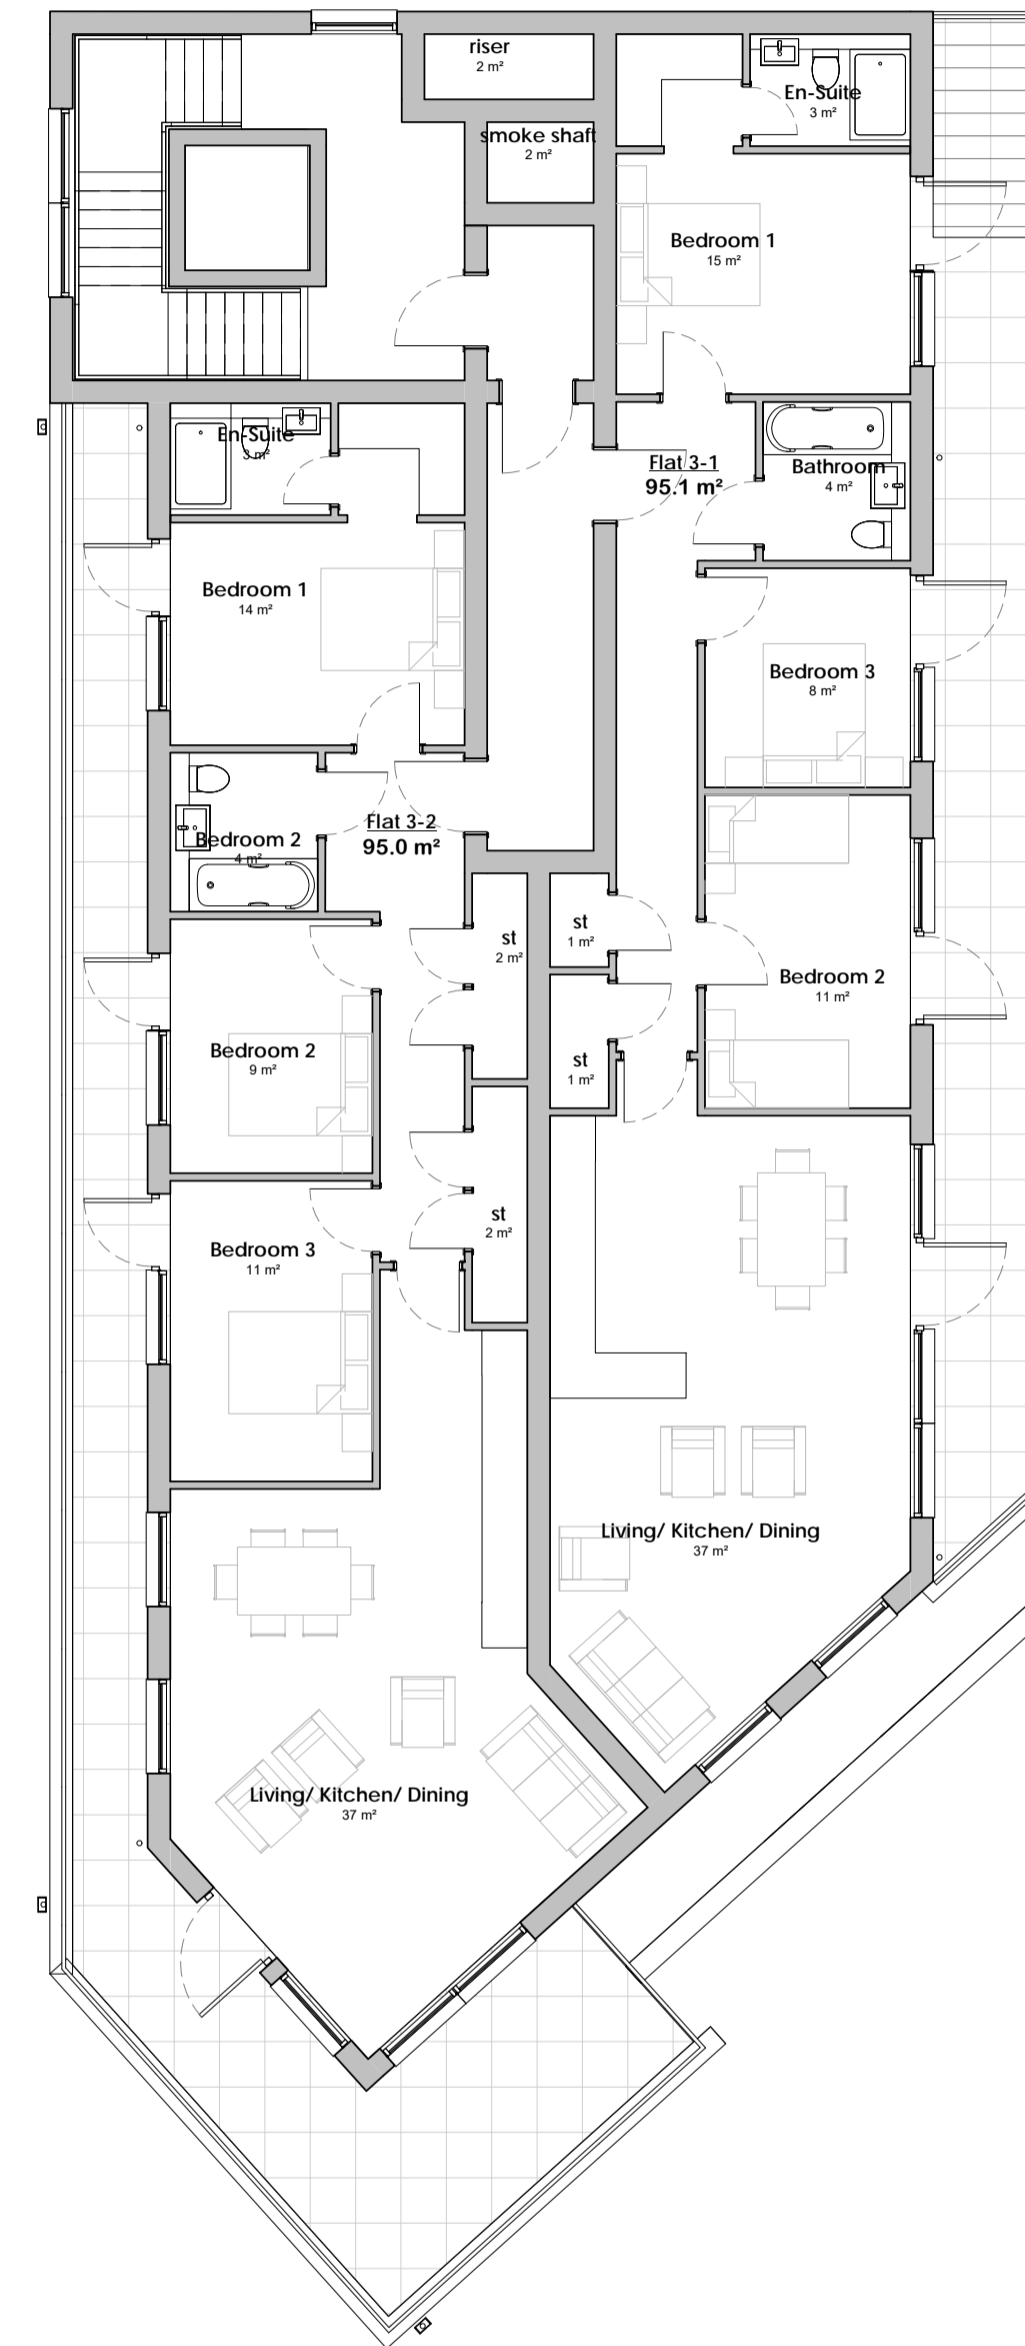 riser
2 m²
smoke shaft
2 m²
En-Suite
3 m²
Bedroom 1
15 m²
En-Suite
3 m²
Flat 3-1
95.1 m²
Bathroom
4 m²
Bedroom 1
14 m²
Bedroom 3
8 m²
Flat 3-2
95.0 m²
Bedroom 2
4 m²
st
2 m²
st
1 m²
Bedroom 2
11 m²
Bedroom 2
9 m²
st
1 m²
st
2 m²
Bedroom 3
11 m²
Living/ Kitchen/ Dining
37 m²
Living/ Kitchen/ Dining
37 m²